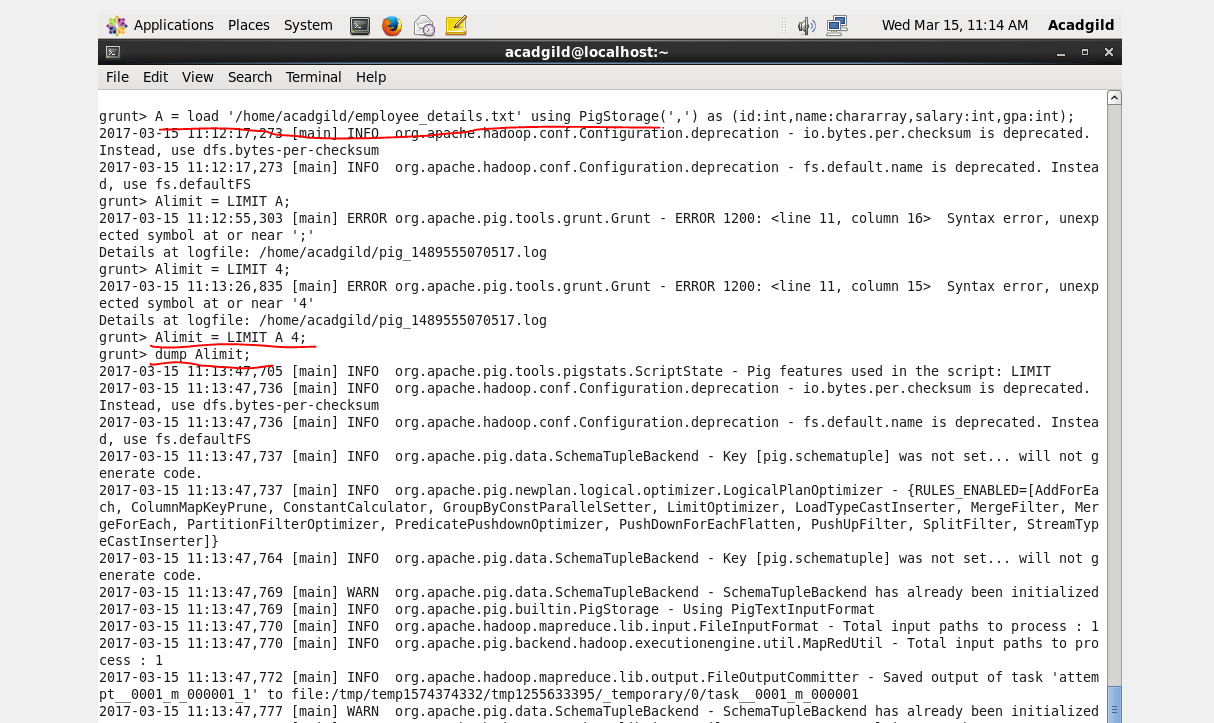 Applications Places System Wed Mar 15, 11:14 AM Acadgild
acadgild@localhost:~
File Edit View Search Terminal Help
grunt> A = load '/home/acadgild/employee_details.txt' using PigStorage(',') as (id:int,name:chararray,salary:int,gpa:int);
2017-03-15 11:12:17,273 [main] INFO  org.apache.hadoop.conf.Configuration.deprecation - io.bytes.per.checksum is deprecated.
Instead, use dfs.bytes-per-checksum
2017-03-15 11:12:17,273 [main] INFO  org.apache.hadoop.conf.Configuration.deprecation - fs.default.name is deprecated. Instea
d, use fs.defaultFS
grunt> Alimit = LIMIT A;
2017-03-15 11:12:55,303 [main] ERROR org.apache.pig.tools.grunt.Grunt - ERROR 1200: <line 11, column 16>  Syntax error, unexp
ected symbol at or near ';'
Details at logfile: /home/acadgild/pig_1489555070517.log
grunt> Alimit = LIMIT 4;
2017-03-15 11:13:26,835 [main] ERROR org.apache.pig.tools.grunt.Grunt - ERROR 1200: <line 11, column 15>  Syntax error, unexp
ected symbol at or near '4'
Details at logfile: /home/acadgild/pig_1489555070517.log
grunt> Alimit = LIMIT A 4;
grunt> dump Alimit;
2017-03-15 11:13:47,705 [main] INFO  org.apache.pig.tools.pigstats.ScriptState - Pig features used in the script: LIMIT
2017-03-15 11:13:47,736 [main] INFO  org.apache.hadoop.conf.Configuration.deprecation - io.bytes.per.checksum is deprecated.
Instead, use dfs.bytes-per-checksum
2017-03-15 11:13:47,736 [main] INFO  org.apache.hadoop.conf.Configuration.deprecation - fs.default.name is deprecated. Instea
d, use fs.defaultFS
2017-03-15 11:13:47,737 [main] INFO  org.apache.pig.data.SchemaTupleBackend - Key [pig.schematuple] was not set... will not g
enerate code.
2017-03-15 11:13:47,737 [main] INFO  org.apache.pig.newplan.logical.optimizer.LogicalPlanOptimizer - {RULES_ENABLED=[AddForEa
ch, ColumnMapKeyPrune, ConstantCalculator, GroupByConstParallelSetter, LimitOptimizer, LoadTypeCastInserter, MergeFilter, Mer
geForEach, PartitionFilterOptimizer, PredicatePushdownOptimizer, PushDownForEachFlatten, PushUpFilter, SplitFilter, StreamTyp
eCastInserter]}
2017-03-15 11:13:47,764 [main] INFO  org.apache.pig.data.SchemaTupleBackend - Key [pig.schematuple] was not set... will not g
enerate code.
2017-03-15 11:13:47,769 [main] WARN  org.apache.pig.data.SchemaTupleBackend - SchemaTupleBackend has already been initialized
2017-03-15 11:13:47,769 [main] INFO  org.apache.pig.builtin.PigStorage - Using PigTextInputFormat
2017-03-15 11:13:47,770 [main] INFO  org.apache.hadoop.mapreduce.lib.input.FileInputFormat - Total input paths to process : 1
2017-03-15 11:13:47,770 [main] INFO  org.apache.pig.backend.hadoop.executionengine.util.MapRedUtil - Total input paths to pro
cess : 1
2017-03-15 11:13:47,772 [main] INFO  org.apache.hadoop.mapreduce.lib.output.FileOutputCommitter - Saved output of task 'attem
pt__0001_m_000001_1' to file:/tmp/temp1574374332/tmp1255633395/_temporary/0/task__0001_m_000001
2017-03-15 11:13:47,777 [main] WARN  org.apache.pig.data.SchemaTupleBackend - SchemaTupleBackend has already been initialized